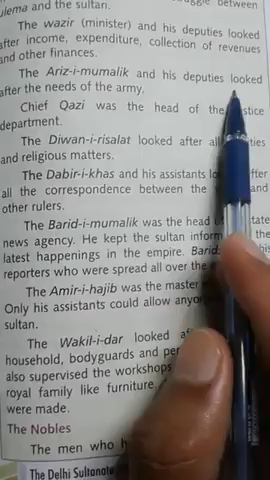 ulema and the sultan. between
The wazir (minister) and his deputies looked
after income, expenditure, collection of revenues
and other finances.
The Ariz-i-mumalik and his deputies looked
after the needs of the army.
Chief Qazi was the head of the
department.
The Diwan-i-risalat looked after
and religious matters.
The Dabir-i-khas and his assistants
all the correspondence between the and
other rulers.
The Barid-i-mumalik was the head
news agency. He kept the sultan the
latest happenings in the empire.
reporters who were spread all over the
The Amir-i-hajib was the master
Only his assistants could allow
sultan.
The Wakil-i-dar looked
household, bodyguards and
also supervised the workshops
royal family like furniture
were made.
The Nobles
The men who
The Delhi Sultanate